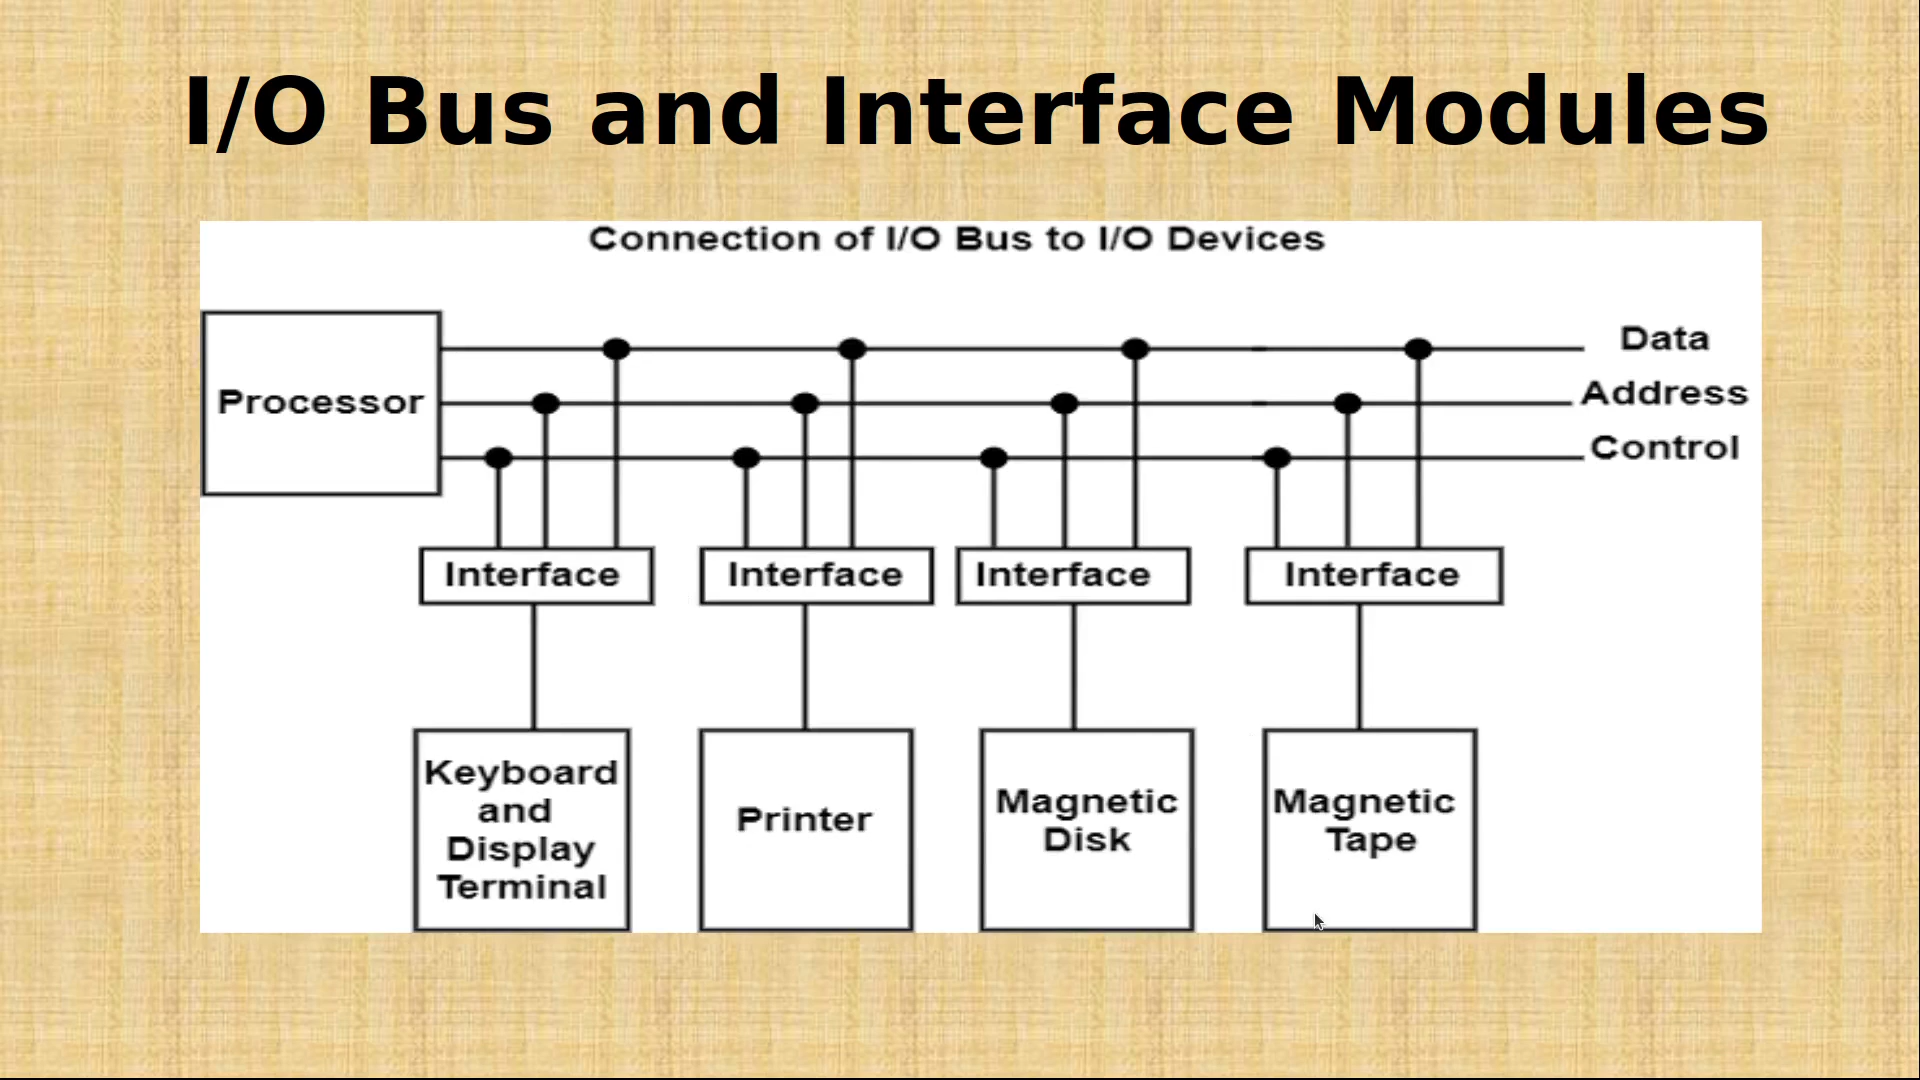 I/O Bus and Interface Modules
Connection of I/O Bus to I/O Devices
Processor
Data
Address
Control
Interface
Interface
Interface
Interface
Keyboard
and
Display
Terminal
Printer
Magnetic
Disk
Magnetic
Tape